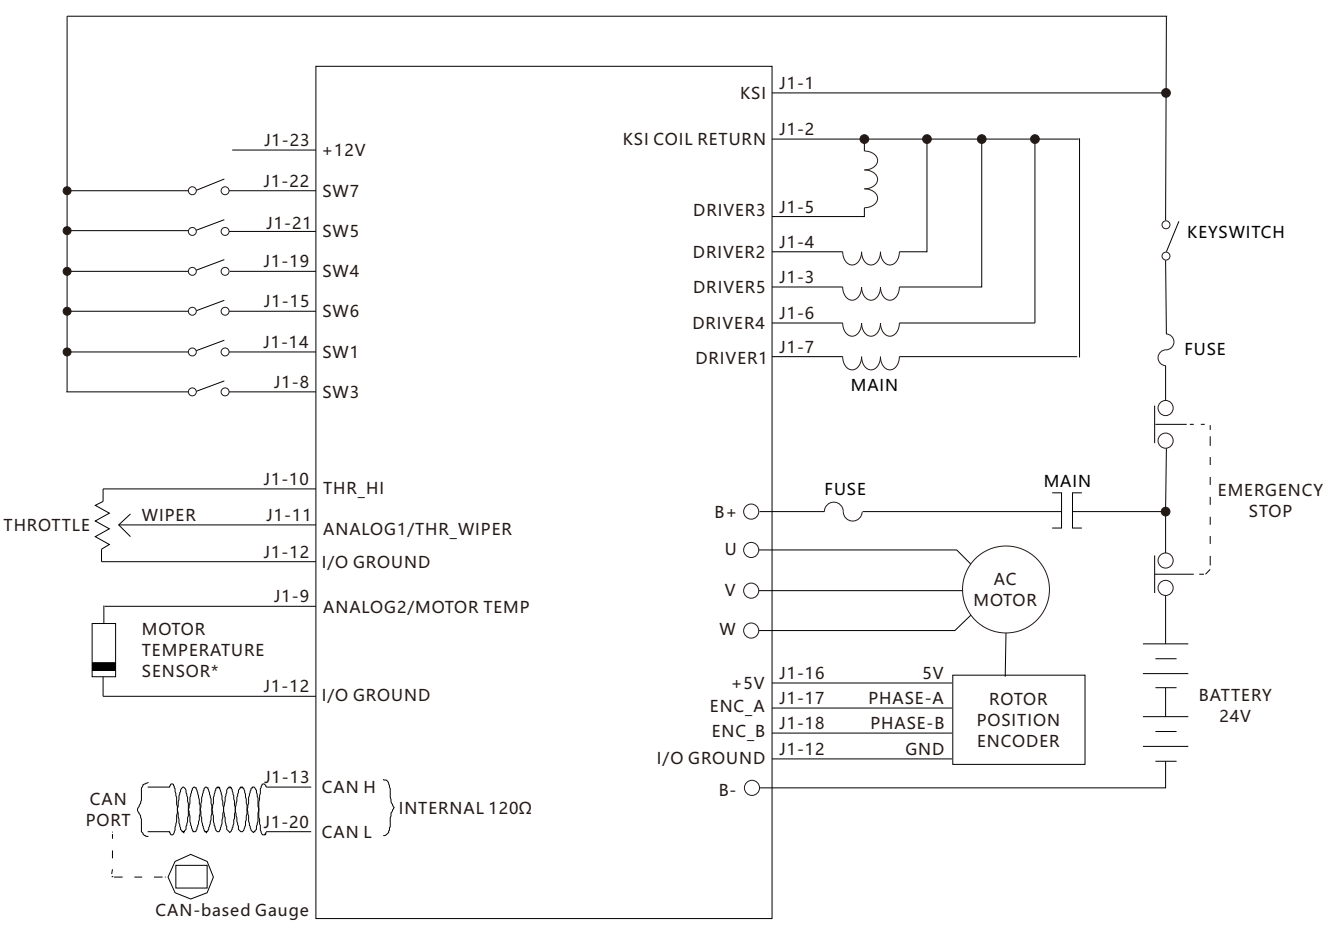 J1-23
+12V
J1-22
SW7
J1-21
SW5
J1-19
SW4
J1-15
SW6
J1-14
SW1
J1-8
SW3
J1-10
THR_HI
THROTTLE
WIPER
J1-11
ANALOG1/THR_WIPER
J1-12
I/O GROUND
J1-9
ANALOG2/MOTOR TEMP
MOTOR
TEMPERATURE
SENSOR*
J1-12
I/O GROUND
CAN
PORT
J1-13
CAN H
J1-20
CAN L
INTERNAL 120Ω
CAN-based Gauge
KSI
J1-1
KSI COIL RETURN
J1-2
DRIVER3
J1-5
DRIVER2
J1-4
DRIVER5
J1-3
DRIVER4
J1-6
DRIVER1
J1-7
MAIN
KEYSWITCH
FUSE
EMERGENCY
STOP
B+
FUSE
MAIN
U
V
W
AC
MOTOR
+5V
J1-16
5V
ENC_A
J1-17
PHASE-A
ENC_B
J1-18
PHASE-B
I/O GROUND
J1-12
GND
ROTOR
POSITION
ENCODER
B-
BATTERY
24V